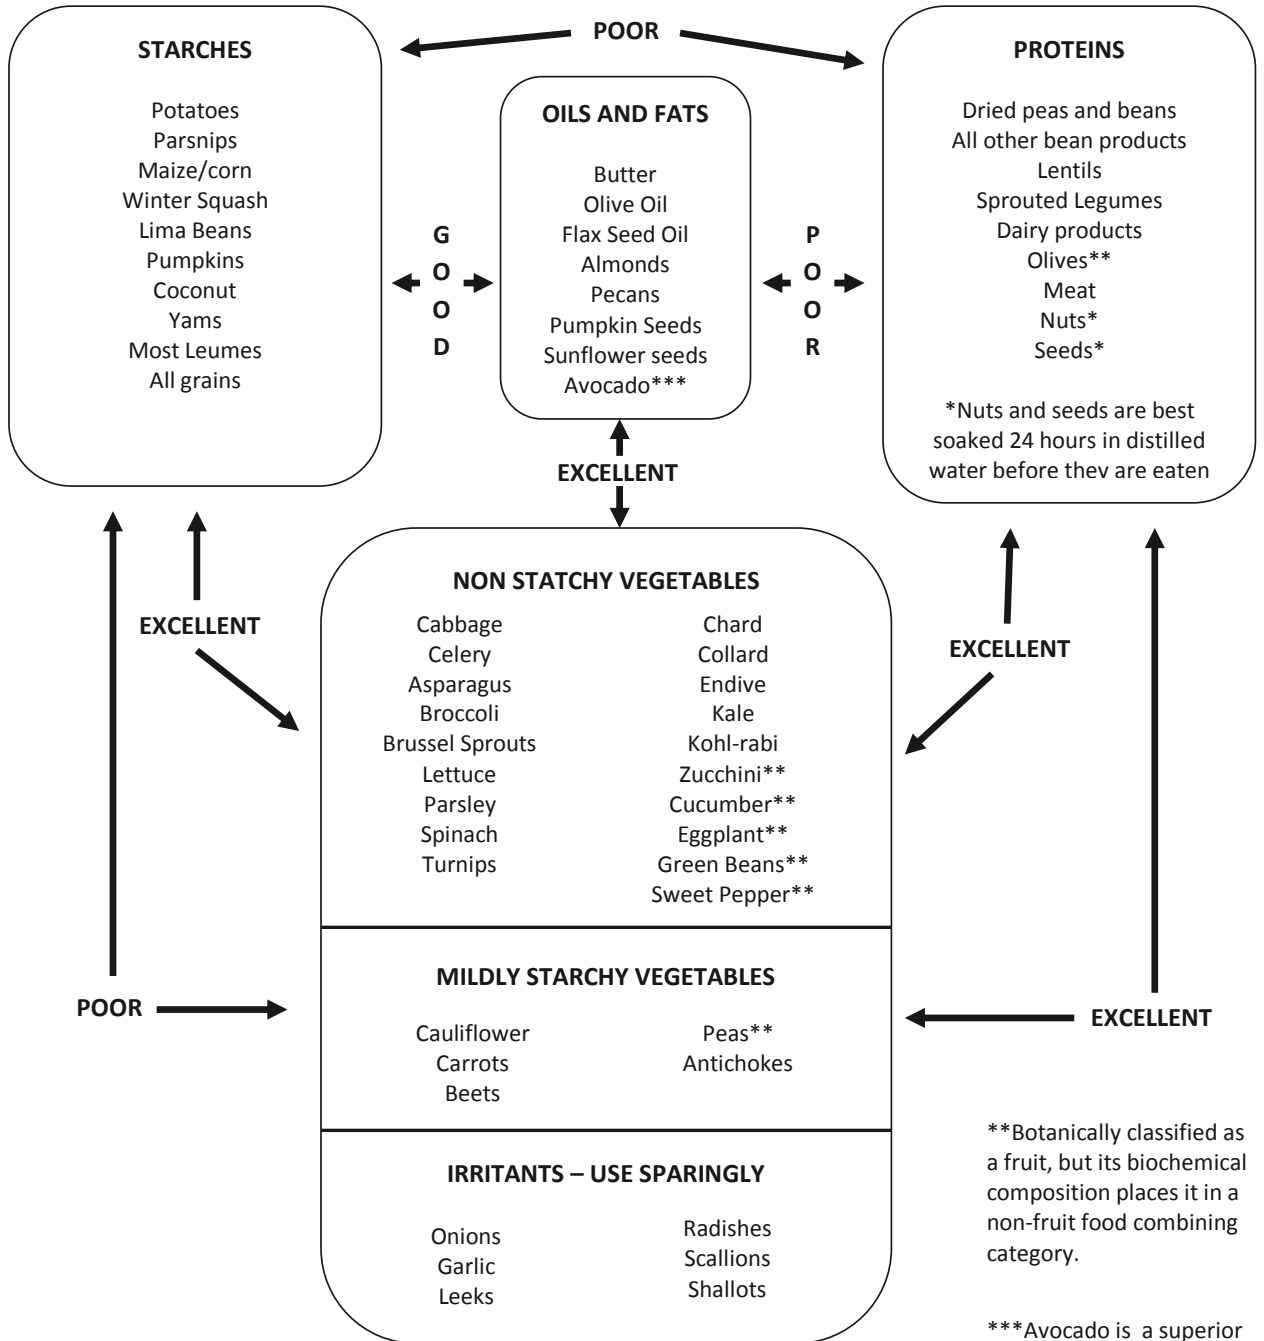 POOR
STARCHES
Potatoes
Parsnips
Maize/corn
Winter Squash
Lima Beans
Pumpkins
Coconut
Yams
Most Leumes
All grains
G
O
O
D
OILS AND FATS
Butter
Olive Oil
Flax Seed Oil
Almonds
Pecans
Pumpkin Seeds
Sunflower seeds
Avocado***
P
O
O
R
PROTEINS
Dried peas and beans
All other bean products
Lentils
Sprouted Legumes
Dairy products
Olives**
Meat
Nuts*
Seeds*
*Nuts and seeds are best
soaked 24 hours in distilled
water before they are eaten
EXCELLENT
EXCELLENT
EXCELLENT
NON STATCHY VEGETABLES
Cabbage
Celery
Asparagus
Broccoli
Brussel Sprouts
Lettuce
Parsley
Spinach
Turnips
Chard
Collard
Endive
Kale
Kohl-rabi
Zucchini**
Cucumber**
Eggplant**
Green Beans**
Sweet Pepper**
POOR
MILDLY STARCHY VEGETABLES
Cauliflower
Carrots
Beets
Peas**
Antichokes
EXCELLENT
IRRITANTS – USE SPARINGLY
Onions
Garlic
Leeks
Radishes
Scallions
Shallots
**Botanically classified as
a fruit, but its biochemical
composition places it in a
non-fruit food combining
category.
***Avocado is a superior